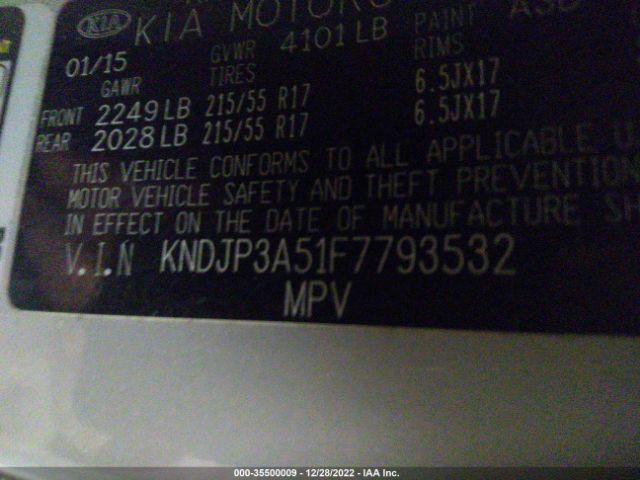 KIA KIA MOTORS
01/15 GVWR 4101 LB PAINT
GAWR TIRES RIMS
FRONT 2249 LB 215/55 R17 6.5JX17
REAR 2028 LB 215/55 R17 6.5JX17
THIS VEHICLE CONFORMS TO ALL APPLICABLE U
MOTOR VEHICLE SAFETY AND THEFT PREVENTION
IN EFFECT ON THE DATE OF MANUFACTURE SH
V.I.N KNDJP3A51F7793532
MPV
000-35500009 - 12/28/2022 - IAA Inc.